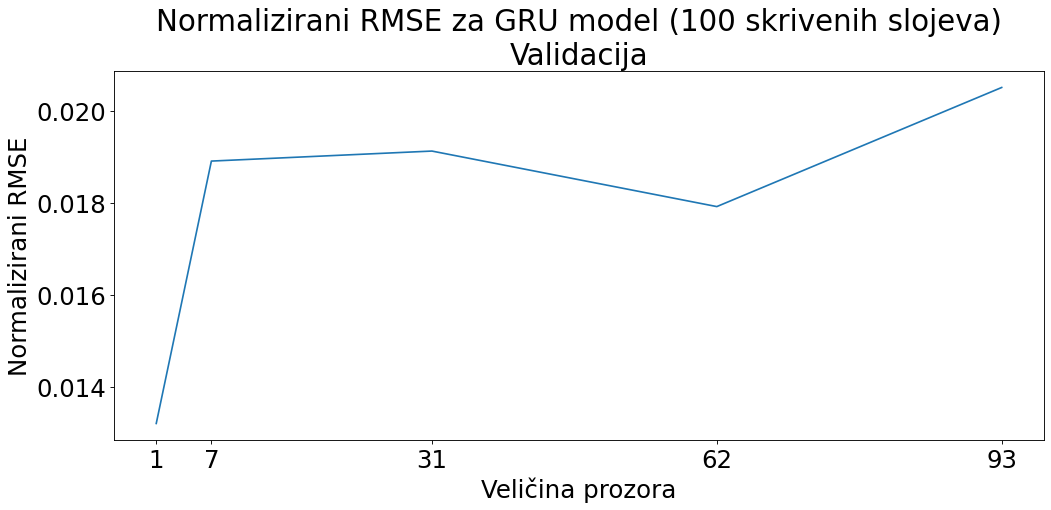 Normalizirani RMSE za GRU model (100 skrivenih slojeva)
Validacija
Normalizirani RMSE
0.020
0.018
0.016
0.014
1 7 31 62 93
Veličina prozora